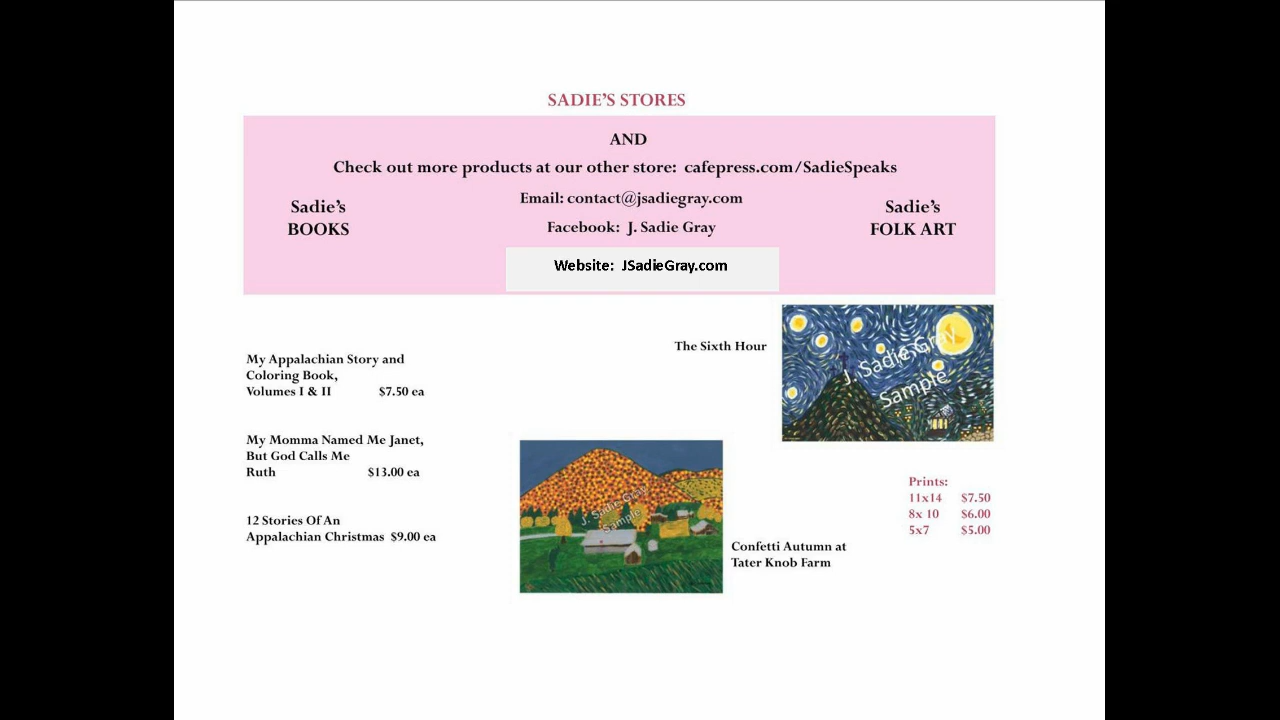 SADIE'S STORES
AND
Check out more products at our other store: cafepress.com/SadieSpeaks
Email: contact@jsadiegray.com
Facebook: J. Sadie Gray
Website: JSadieGray.com
Sadie's
BOOKS
Sadie's
FOLK ART
My Appalachian Story and
Coloring Book,
Volumes I & II $7.50 ea
My Momma Named Me Janet,
But God Calls Me
Ruth $13.00 ea
12 Stories Of An
Appalachian Christmas $9.00 ea
The Sixth Hour
J. Sadie Gray
Sample
J. Sadie Gray
Sample
Confetti Autumn at
Tater Knob Farm
Prints:
11x14 $7.50
8x 10 $6.00
5x7 $5.00